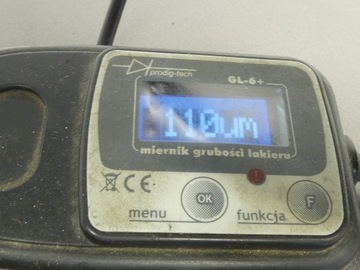 prodig-tech
GL-6+
110um
miernik grubości lakieru
CE
OK
F
menu
funkcja